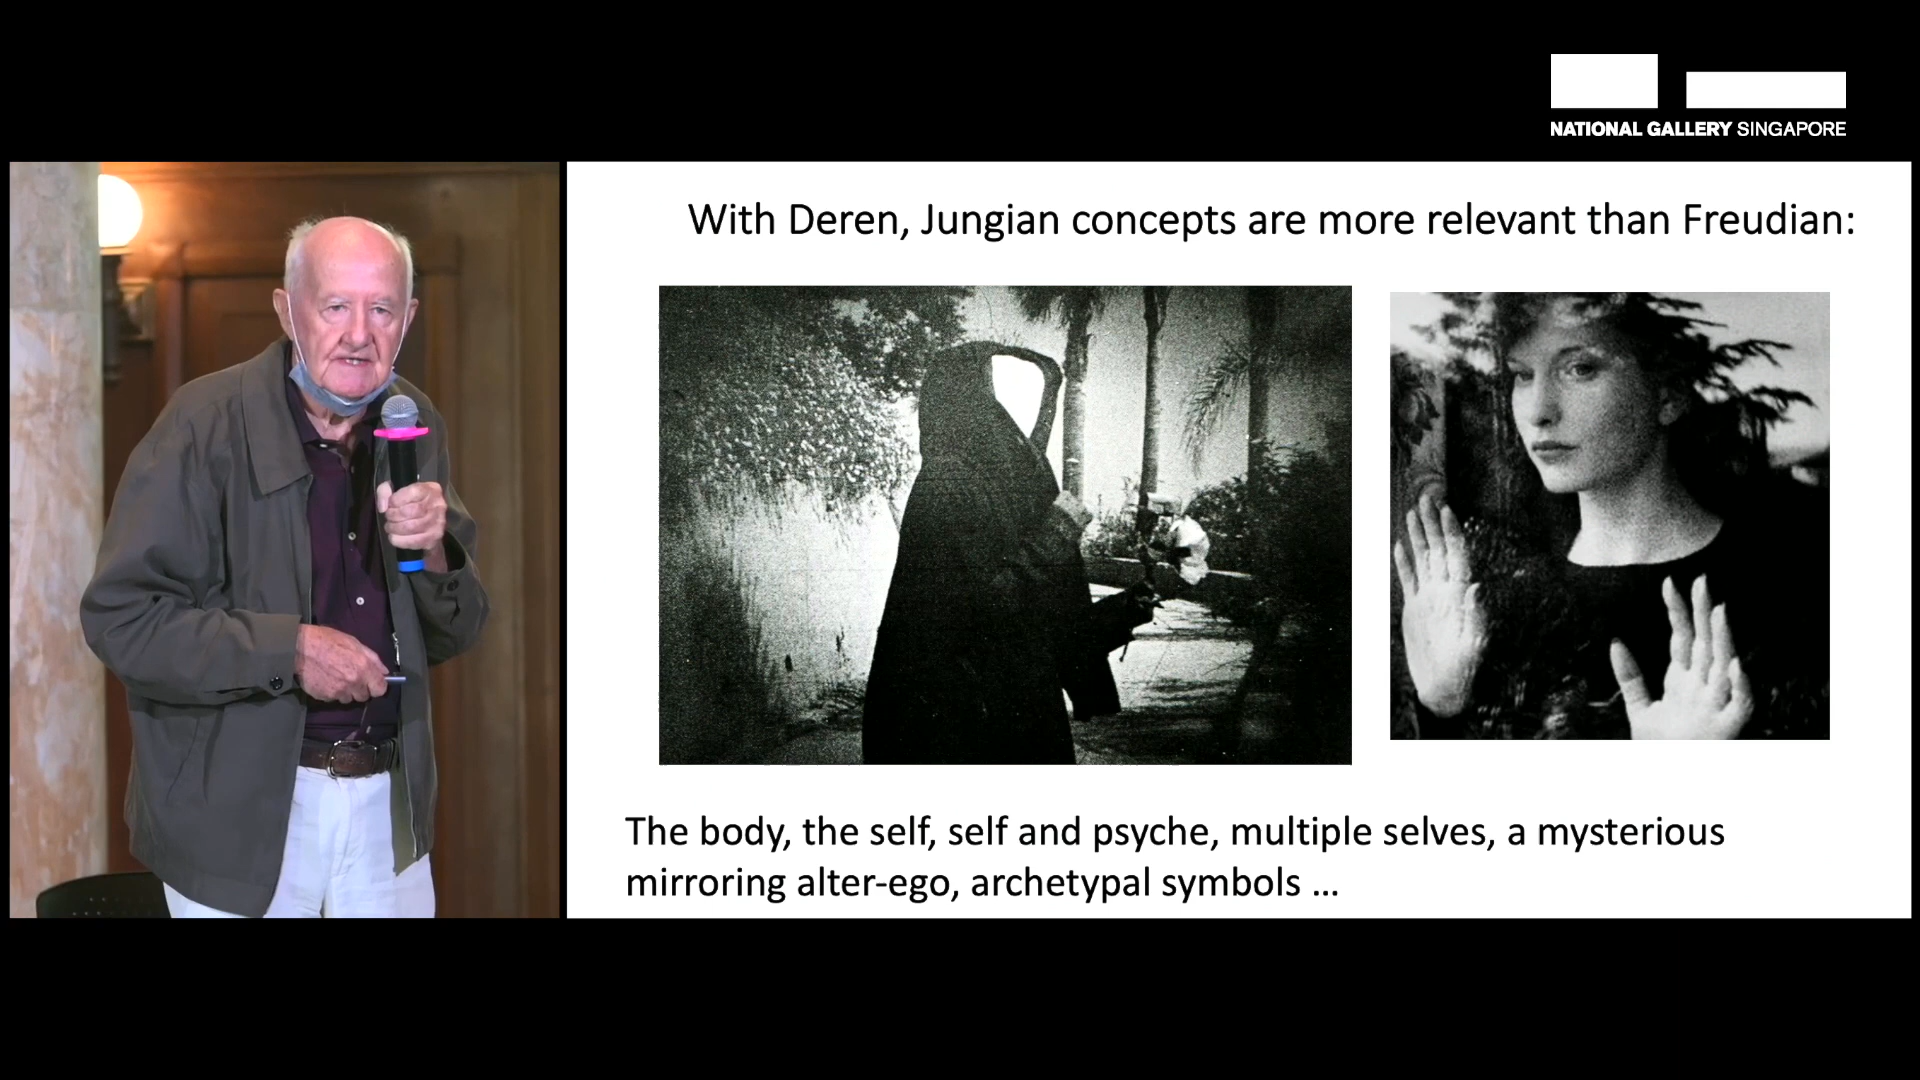 NATIONAL GALLERY SINGAPORE
With Deren, Jungian concepts are more relevant than Freudian:
The body, the self, self and psyche, multiple selves, a mysterious
mirroring alter-ego, archetypal symbols ...